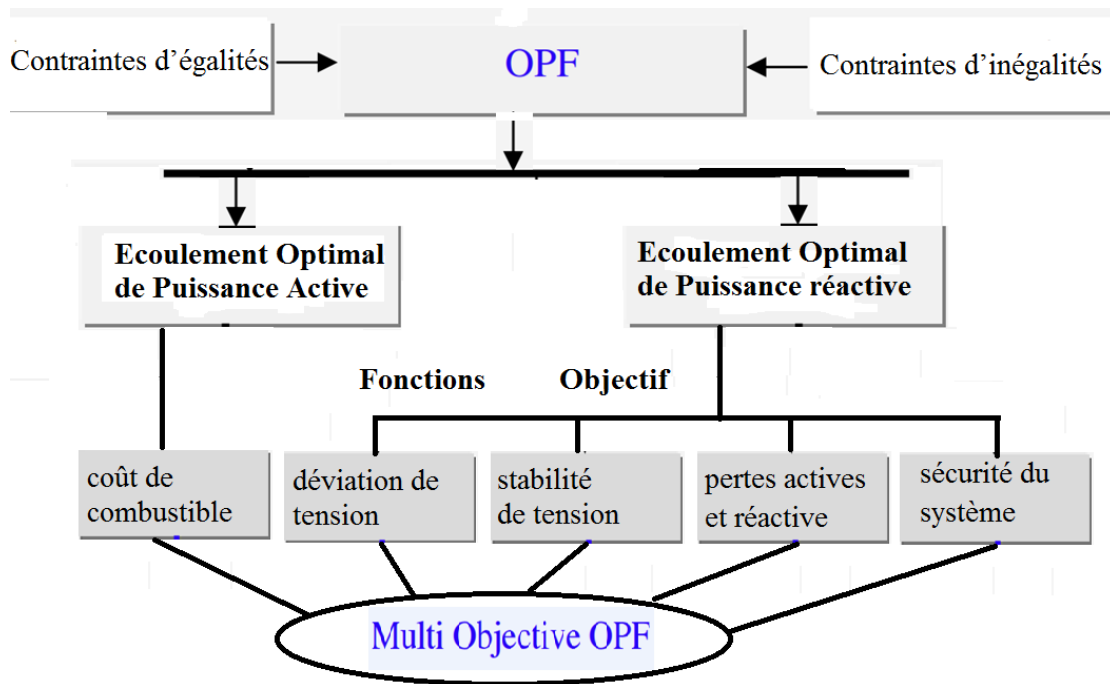 Contraintes d'égalités
OPF
Contraintes d'inégalités
Ecoulement Optimal
de Puissance Active
Ecoulement Optimal
de Puissance réactive
Fonctions Objectif
coût de
combustible
déviation de
tension
stabilité
de tension
pertes actives
et réactive
sécurité du
système
Multi Objective OPF